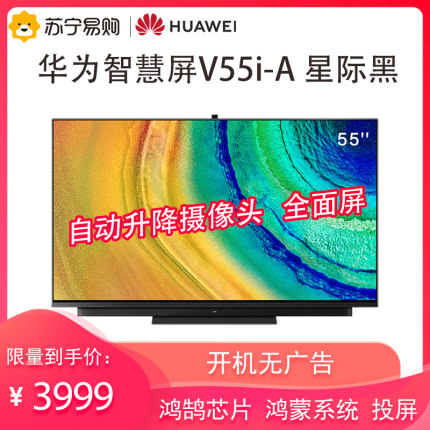 苏宁易购 HUAWEI
华为智慧屏V55i-A 星际黑
55''
自动升降摄像头 全面屏
限量到手价：
¥ 3999
开机无广告
鸿鹄芯片 鸿蒙系统 投屏